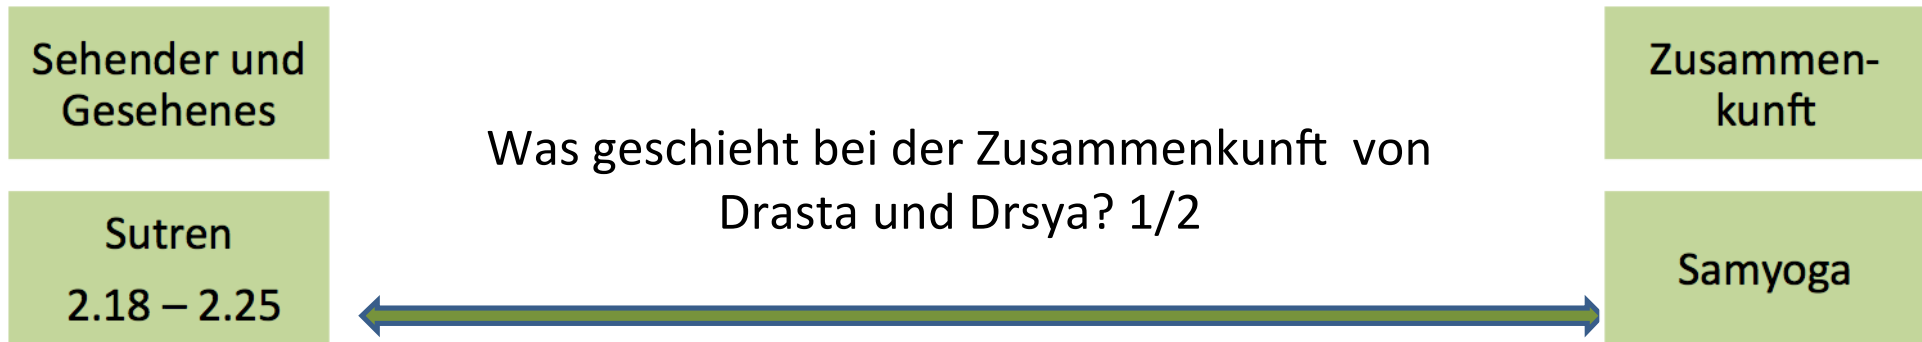 Sehender und
Gesehenes
Sutren
2.18 – 2.25
Was geschieht bei der Zusammenkunft von
Drasta und Drsya? 1/2
Zusammen-
kunft
Samyoga